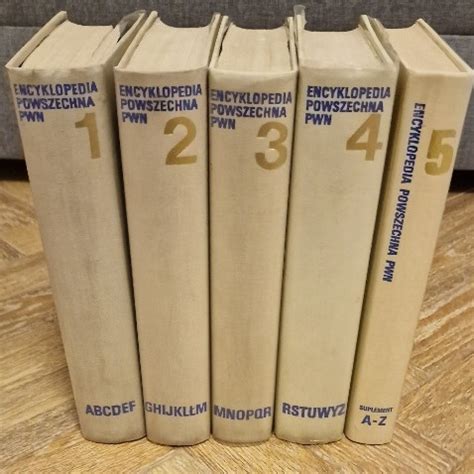 ENCYKLOPEDIA
POWSZECHNA
PWN
1
ABCDEF
ENCYKLOPEDIA
POWSZECHNA
PWN
2
GHIJKLŁM
ENCYKLOPEDIA
POWSZECHNA
PWN
3
MNOPQR
ENCYKLOPEDIA
POWSZECHNA
PWN
4
RSTUWYZ
5
ENCYKLOPEDIA POWSZECHNA PWN
SUPLEMENT
A-Z